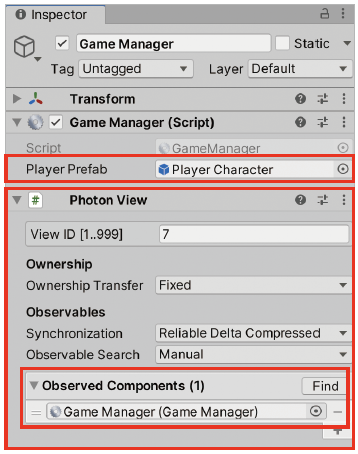 Inspector
Game Manager
Static
Tag Untagged Layer Default
Transform
Game Manager (Script)
Script GameManager
Player Prefab Player Character
Photon View
View ID [1..999] 7
Ownership
Ownership Transfer Fixed
Observables
Synchronization Reliable Delta Compressed
Observable Search Manual
Observed Components (1) Find
Game Manager (Game Manager)